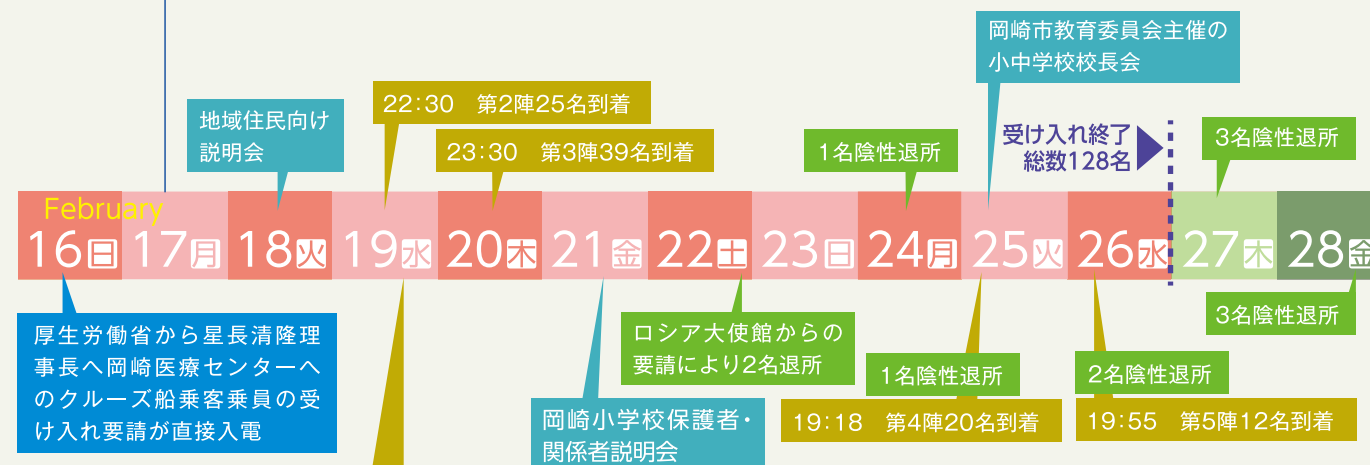 岡崎市教育委員会主催の
小中学校校長会
地域住民向け
説明会
22:30 第2陣25名到着
23:30 第3陣39名到着
1名陰性退所
受け入れ終了
総数128名
3名陰性退所
February
16日 17月 18火 19水 20木 21金 22土 23日 24月 25火 26水 27木 28金
厚生労働省から星長清隆理
事長へ岡崎医療センターへ
のクルーズ船乗客乗員の受
け入れ要請が直接入電
岡崎小学校保護者・
関係者説明会
ロシア大使館からの
要請により2名退所
1名陰性退所
19:18 第4陣20名到着
2名陰性退所
19:55 第5陣12名到着
3名陰性退所